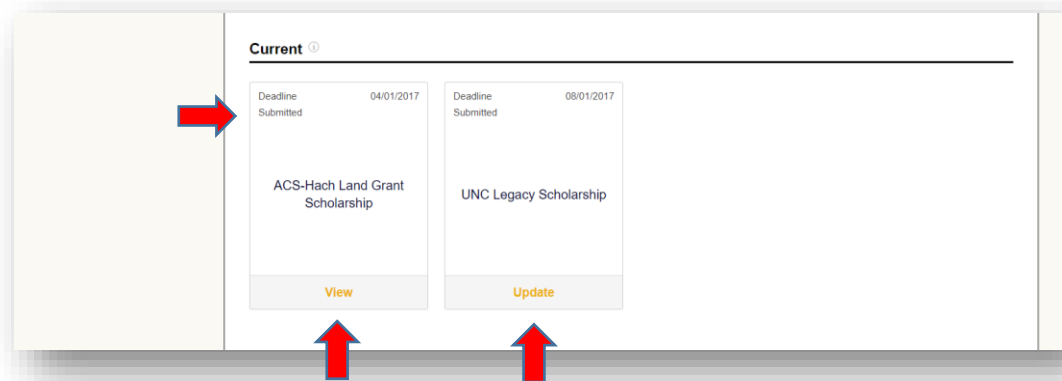 Current
Deadline 04/01/2017
Submitted
ACS-Hach Land Grant
Scholarship
View
Deadline 08/01/2017
Submitted
UNC Legacy Scholarship
Update